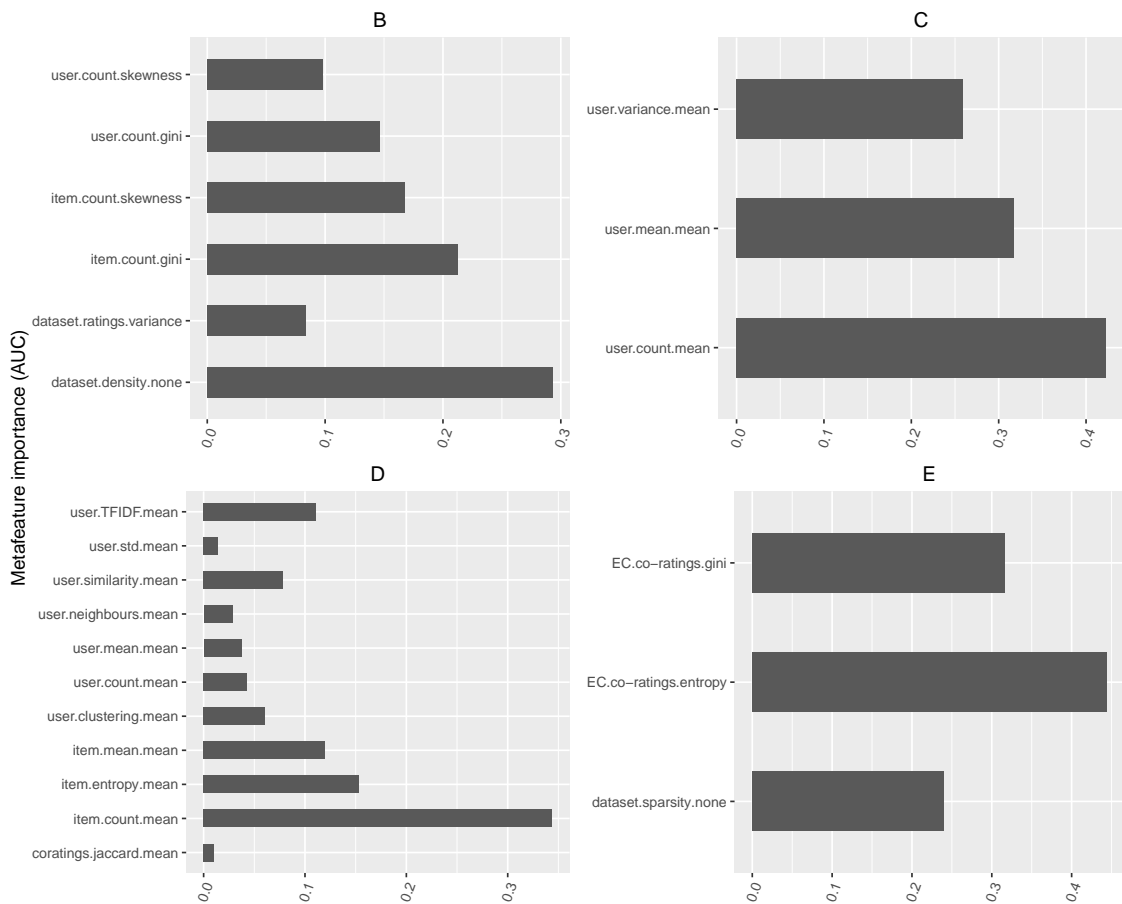 Metafeature importance (AUC)
B
user.count.skewness
user.count.gini
item.count.skewness
item.count.gini
dataset.ratings.variance
dataset.density.none
0.0
0.1
0.2
0.3
C
user.variance.mean
user.mean.mean
user.count.mean
0.0
0.1
0.2
0.3
0.4
D
user.TFIDF.mean
user.std.mean
user.similarity.mean
user.neighbours.mean
user.mean.mean
user.count.mean
user.clustering.mean
item.mean.mean
item.entropy.mean
item.count.mean
coratings.jaccard.mean
0.0
0.1
0.2
0.3
E
EC.co−ratings.gini
EC.co−ratings.entropy
dataset.sparsity.none
0.0
0.1
0.2
0.3
0.4